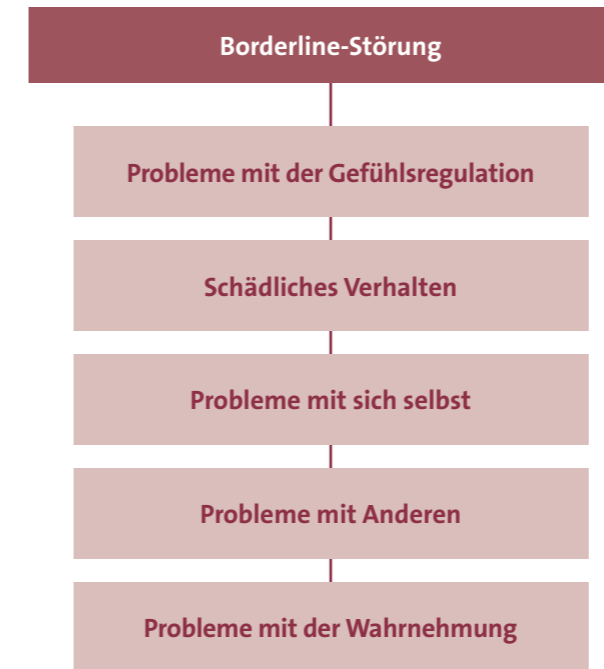 Borderline-Störung
Probleme mit der Gefühlsregulation
Schädliches Verhalten
Probleme mit sich selbst
Probleme mit Anderen
Probleme mit der Wahrnehmung